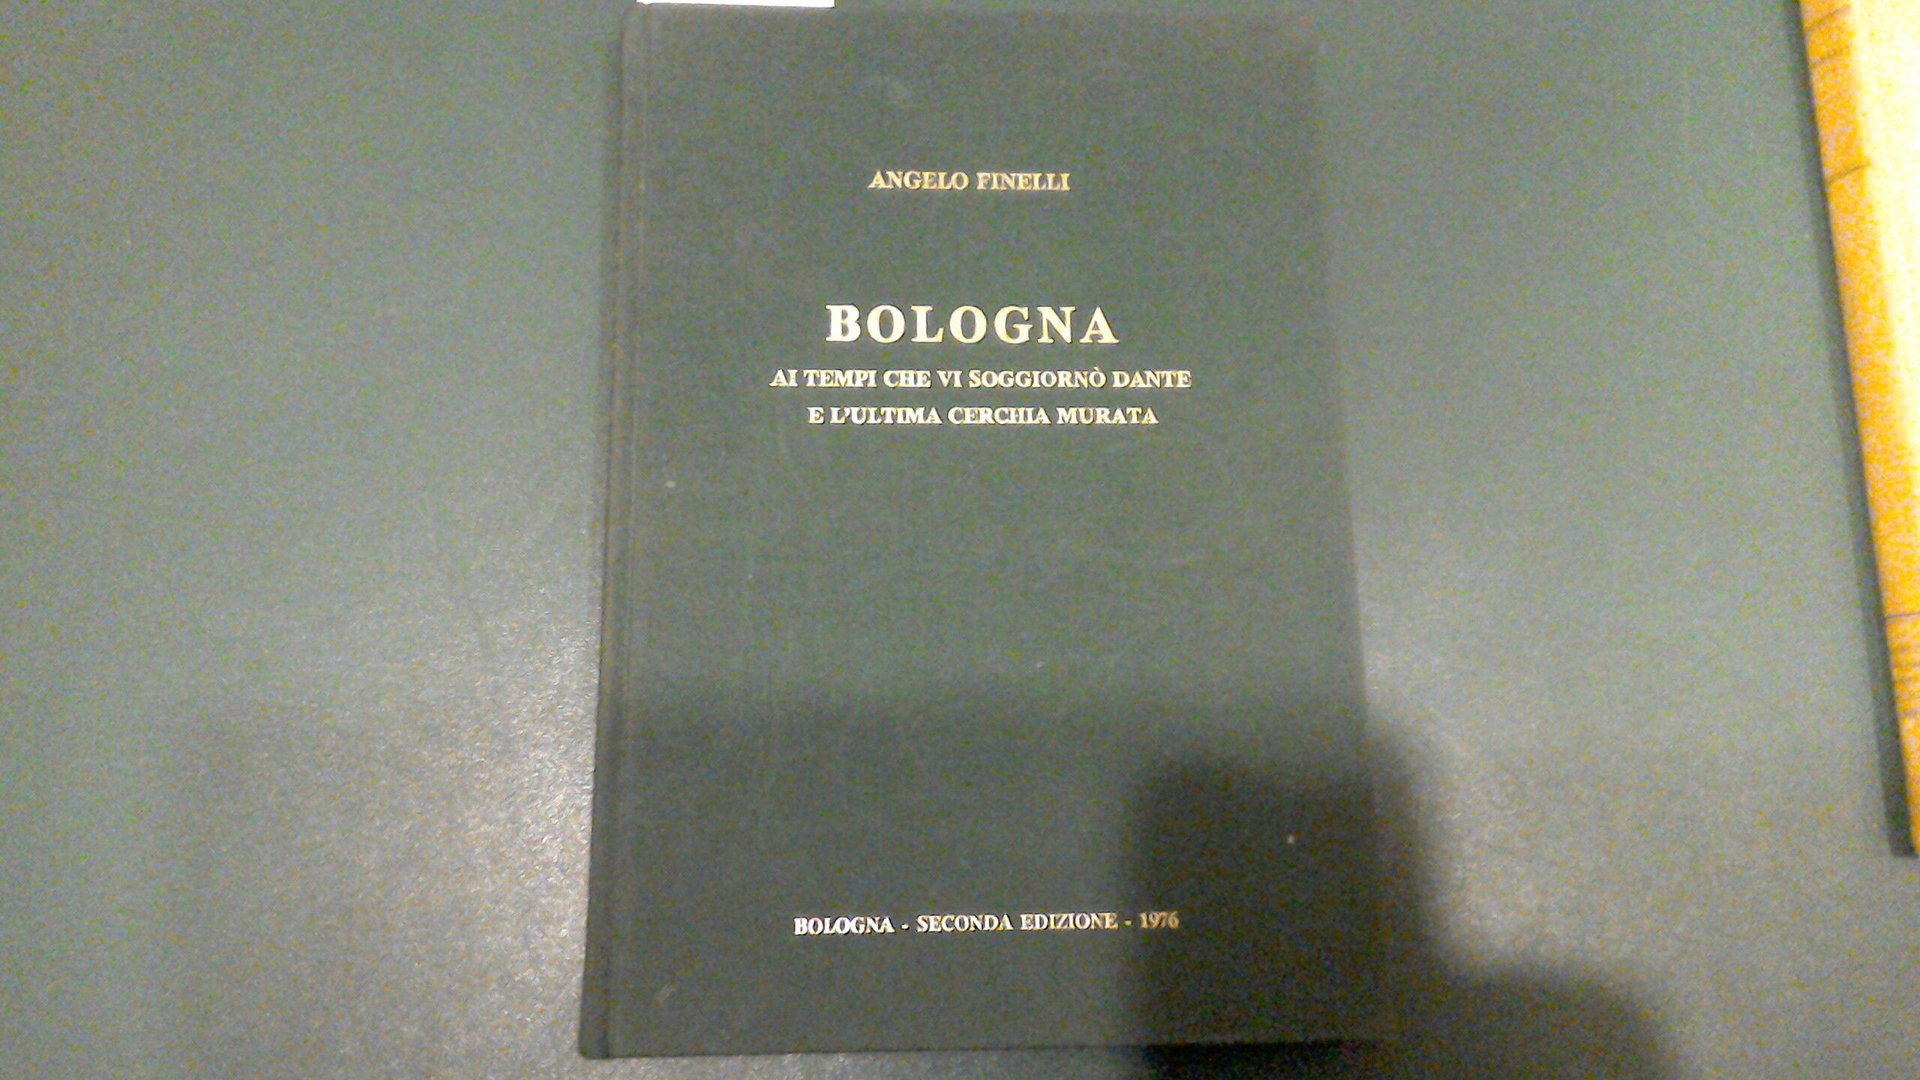 ANGELO FINELLI
BOLOGNA
AI TEMPI CHE VI SOGGIORNÒ DANTE
E L'ULTIMA CERCHIA MURATA
BOLOGNA - SECONDA EDIZIONE - 1976